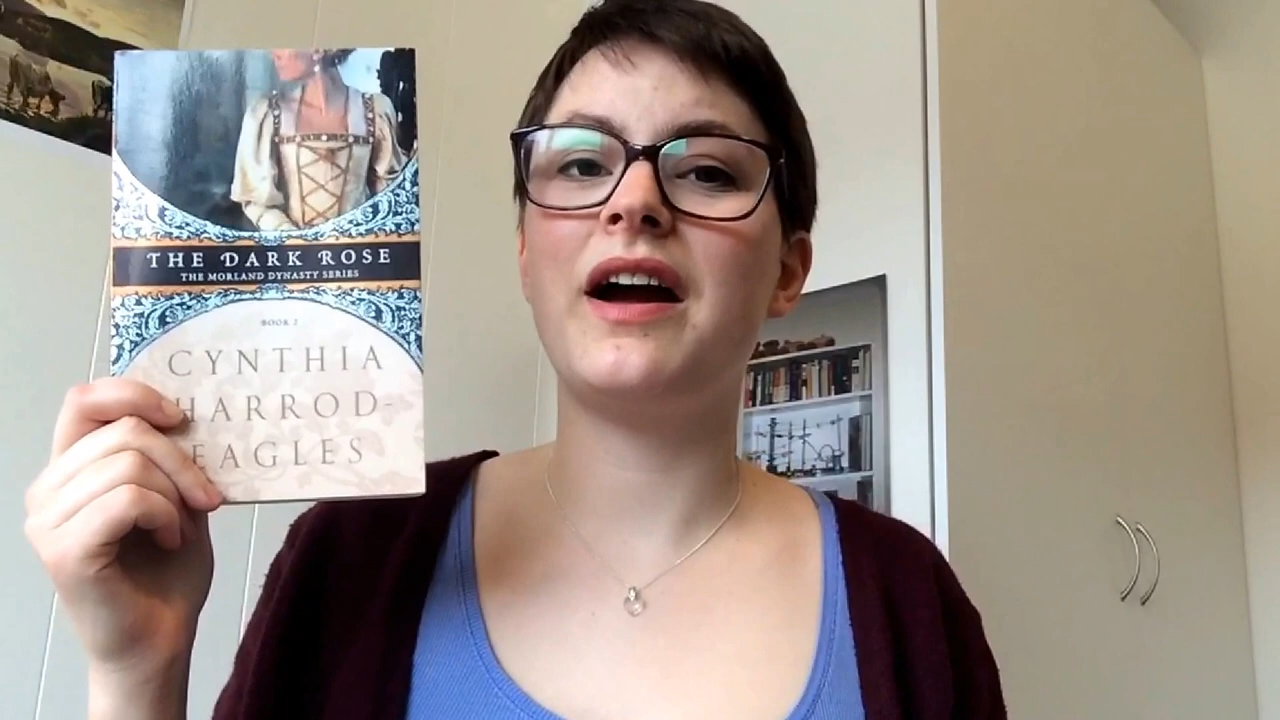 THE DARK ROSE
THE MORLAND DYNASTY SERIES
BOOK 2
CYNTHIA
HARROD-
EAGLES